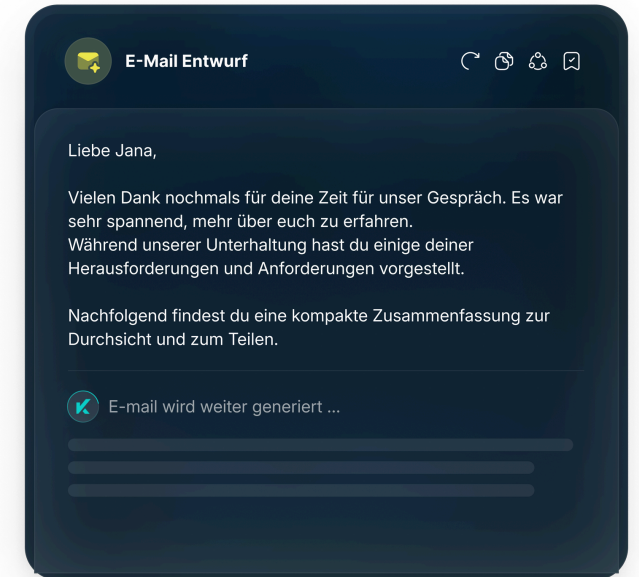 E-Mail Entwurf
Liebe Jana,
Vielen Dank nochmals für deine Zeit für unser Gespräch. Es war
sehr spannend, mehr über euch zu erfahren.
Während unserer Unterhaltung hast du einige deiner
Herausforderungen und Anforderungen vorgestellt.
Nachfolgend findest du eine kompakte Zusammenfassung zur
Durchsicht und zum Teilen.
E-mail wird weiter generiert ...